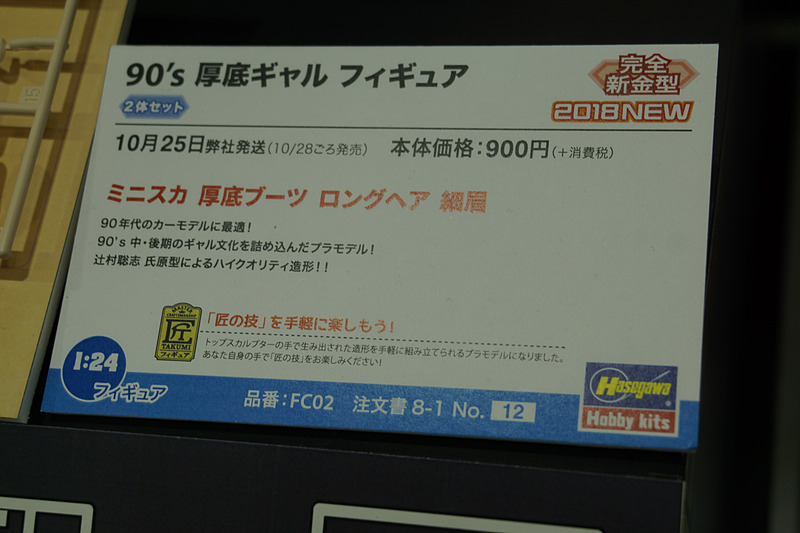 90's 厚底ギャル フィギュア
完全
新金型
2018 NEW
2体セット
10月25日弊社発送(10/28ごろ発売) 本体価格:900円(+消費税)
ミニスカ 厚底ブーツ ロングヘア 細眉
90年代のカーモデルに最適!
90's 中・後期のギャル文化を詰め込んだプラモデル!
辻村聡志 氏原型によるハイクオリティ造形!!
匠
TAKUMI
フィギュア
「匠の技」を手軽に楽しもう!
トップスカルプターの手で生み出された造形を手軽に組み立てられるプラモデルになりました。
あなた自身の手で「匠の技」をお楽しみください!
1:24
フィギュア
品番:FC02 注文書 8-1 No. 12
Hasegawa
Hobby kits